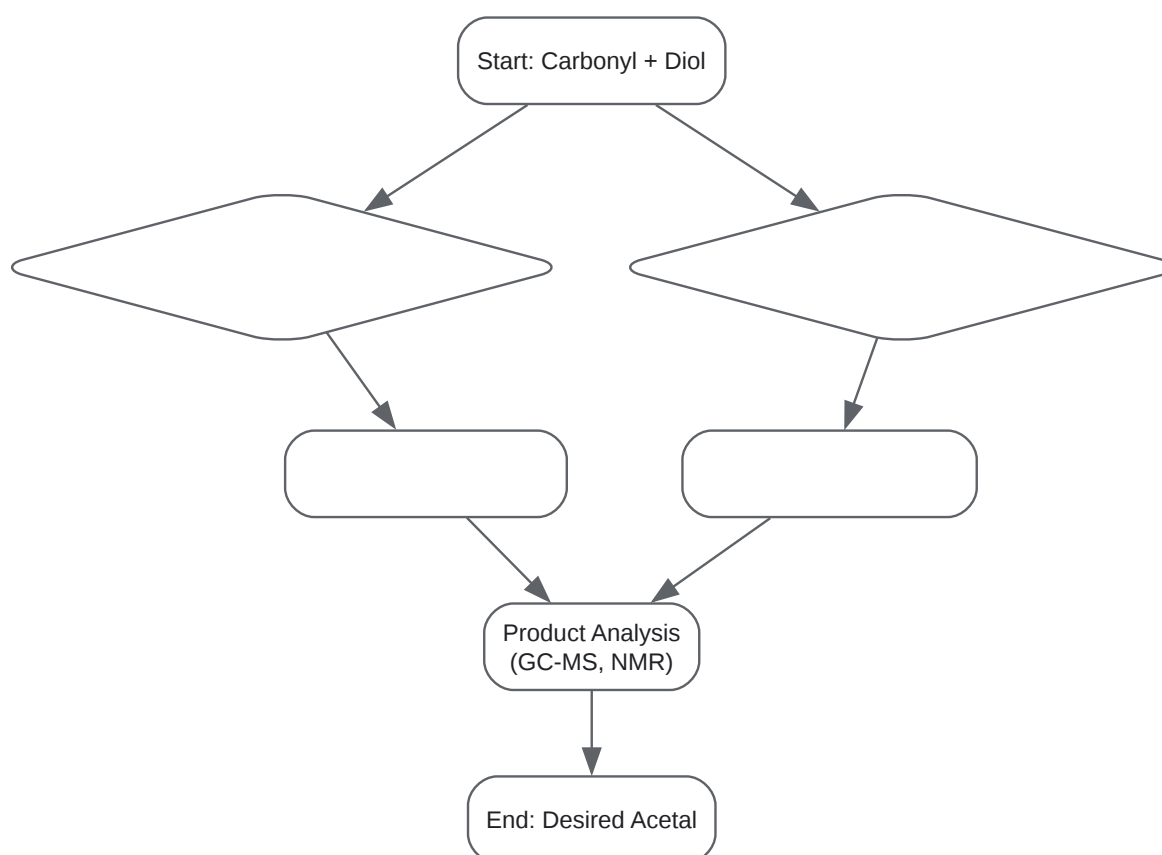 Start: Carbonyl + Diol
Product Analysis
(GC-MS, NMR)
End: Desired Acetal